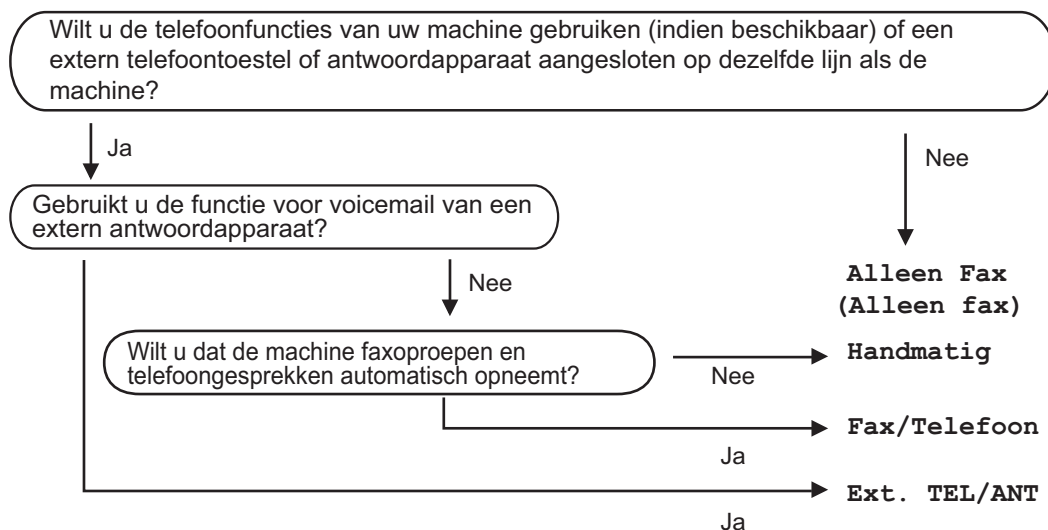 Wilt u de telefoonfuncties van uw machine gebruiken (indien beschikbaar) of een
extern telefoontoestel of antwoordapparaat aangesloten op dezelfde lijn als de
machine?
Ja
Nee
Gebruikt u de functie voor voicemail van een
extern antwoordapparaat?
Nee
Alleen Fax
(Alleen fax)
Wilt u dat de machine faxoproepen en
telefoongesprekken automatisch opneemt?
Nee
Handmatig
Ja
Fax/Telefoon
Ja
Ext. TEL/ANT